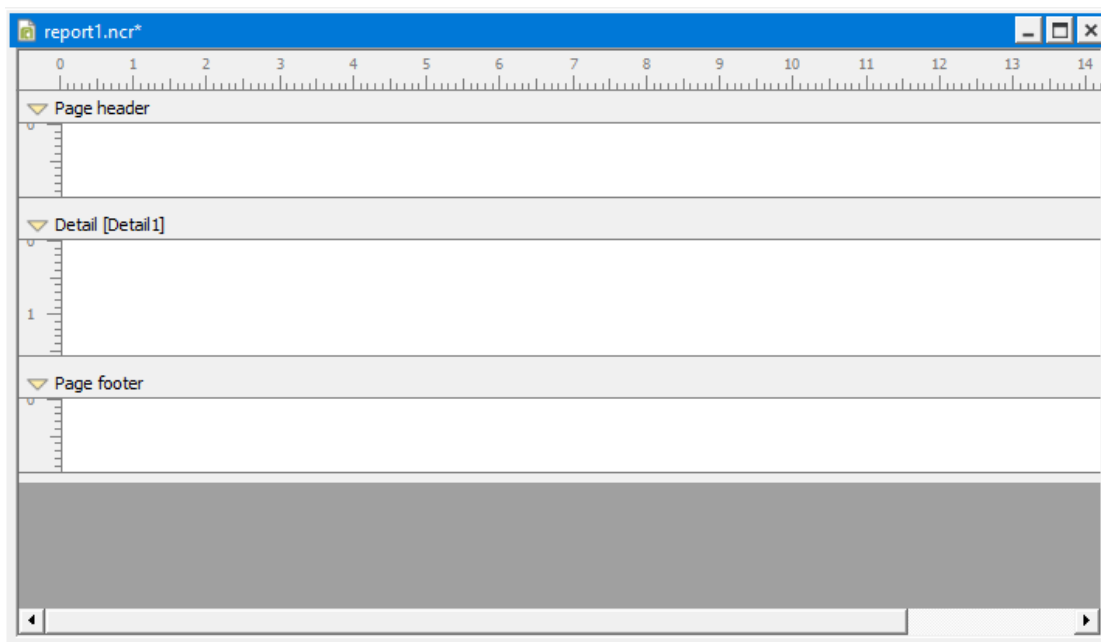 report1.ncr*
0 1 2 3 4 5 6 7 8 9 10 11 12 13 14
Page header
0
Detail [Detail1]
0
1
Page footer
0